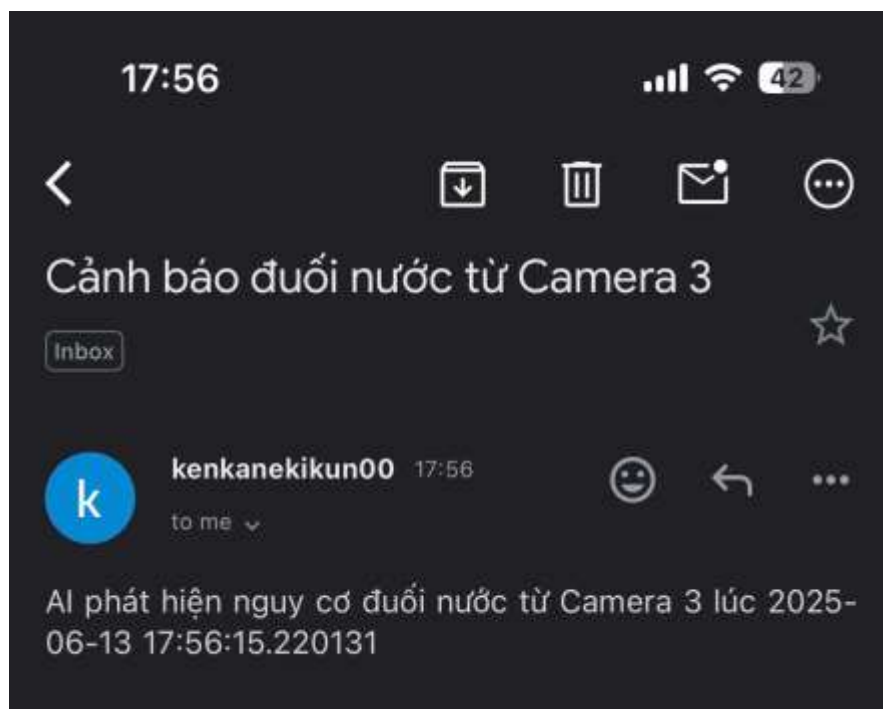 17:56
42
Cảnh báo đuối nước từ Camera 3
Inbox
k
kenkanekikun00 17:56
to me
AI phát hiện nguy cơ đuối nước từ Camera 3 lúc 2025-
06-13 17:56:15.220131